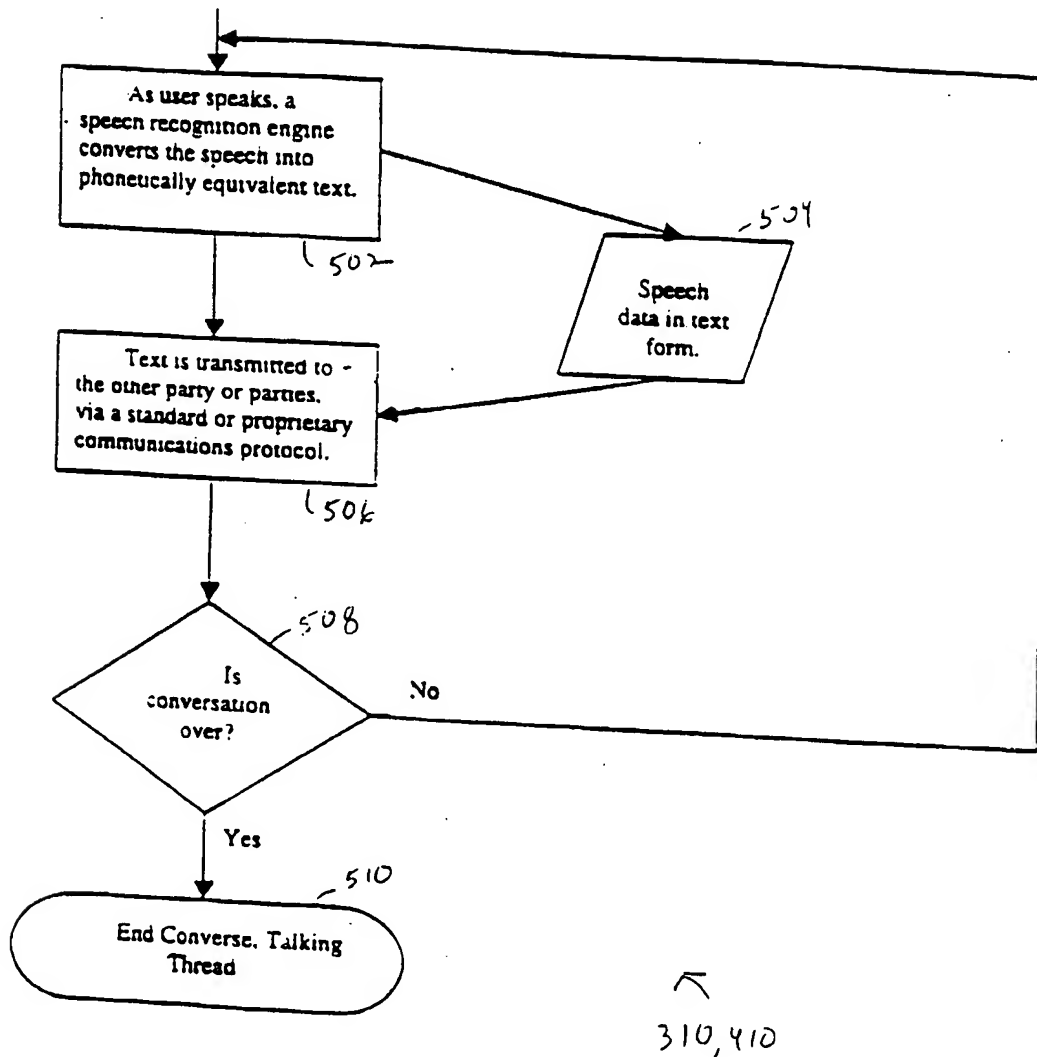 As user speaks, a
speech recognition engine
converts the speech into
phonetically equivalent text.
502
504
Speech
data in text
form.
Text is transmitted to -
the other party or parties,
via a standard or proprietary
communications protocol.
506
508
Is
conversation
over?
No
Yes
510
End Converse, Talking
Thread
310, 410